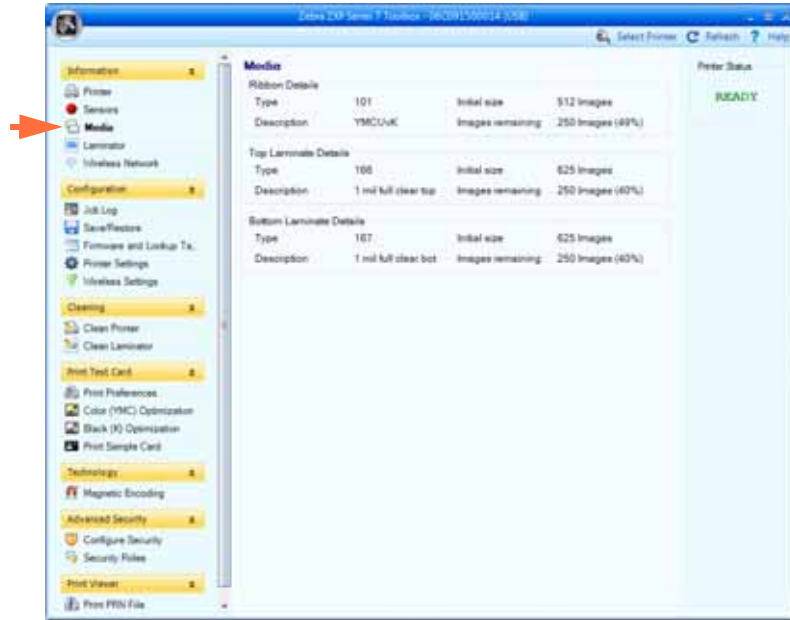 Zebra ZXP Series 7 Toolbox - 06C091500014 (USB)
Select Printer Refresh ? Help
Information
Printer
Sensors
Media
Laminator
Wireless Network
Configuration
Job Log
Save/Restore
Firmware and Lookup Ta..
Printer Settings
Wireless Settings
Cleaning
Clean Printer
Clean Laminator
Print Test Card
Print Preferences
Color (YMC) Optimization
Black (K) Optimization
Print Sample Card
Technology
Magnetic Encoding
Advanced Security
Configure Security
Security Roles
Print Viewer
Print PRN File
Media
Ribbon Details
Type 101 Initial size 512 Images
Description YMCUvK Images remaining 250 Images (49%)
Top Laminate Details
Type 166 Initial size 625 Images
Description 1 mil full clear top Images remaining 250 Images (40%)
Bottom Laminate Details
Type 167 Initial size 625 Images
Description 1 mil full clear bot Images remaining 250 Images (40%)
Printer Status
READY